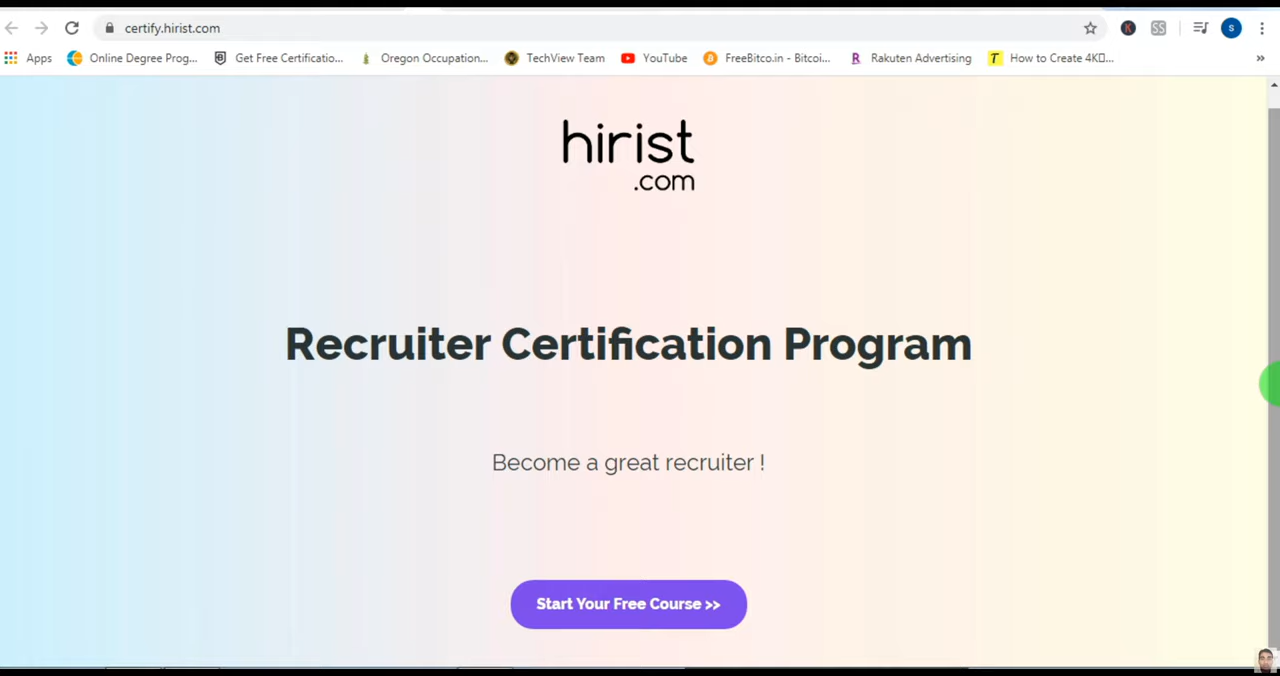 certify.hirist.com
K
SS
s
Apps
Online Degree Prog...
Get Free Certificatio...
Oregon Occupation...
TechView Team
YouTube
FreeBitco.in - Bitcoi...
R Rakuten Advertising
T How to Create 4K▯...
»
hirist
.com
Recruiter Certification Program
Become a great recruiter !
Start Your Free Course >>